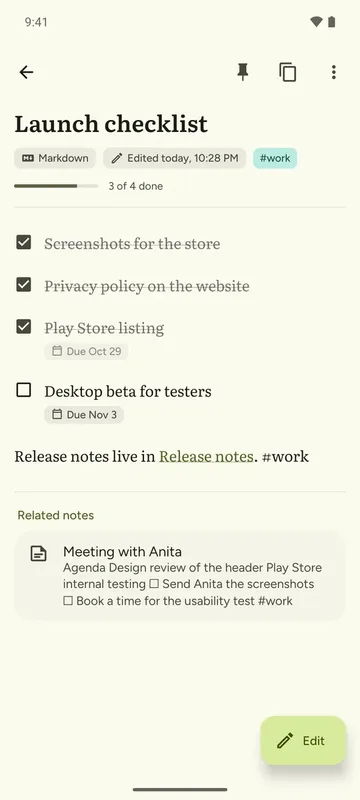 9:41
Launch checklist
Markdown
Edited today, 10:28 PM
#work
3 of 4 done
Screenshots for the store
Privacy policy on the website
Play Store listing
Due Oct 29
Desktop beta for testers
Due Nov 3
Release notes live in Release notes. #work
Related notes
Meeting with Anita
Agenda Design review of the header Play Store
internal testing ☐ Send Anita the screenshots
☐ Book a time for the usability test #work
Edit